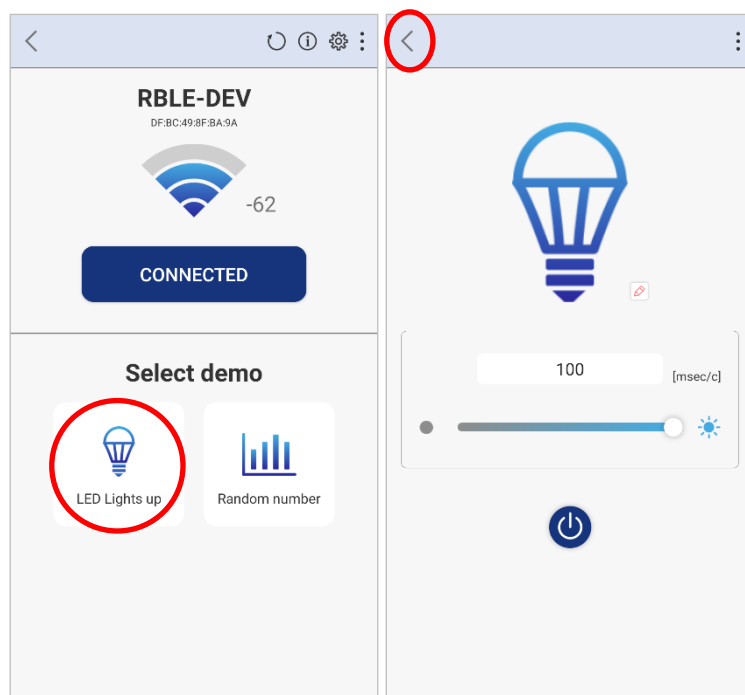 RBLE-DEV
DF:BC:49:8F:BA:9A
-62
CONNECTED
Select demo
LED Lights up
Random number
100
[msec/c]